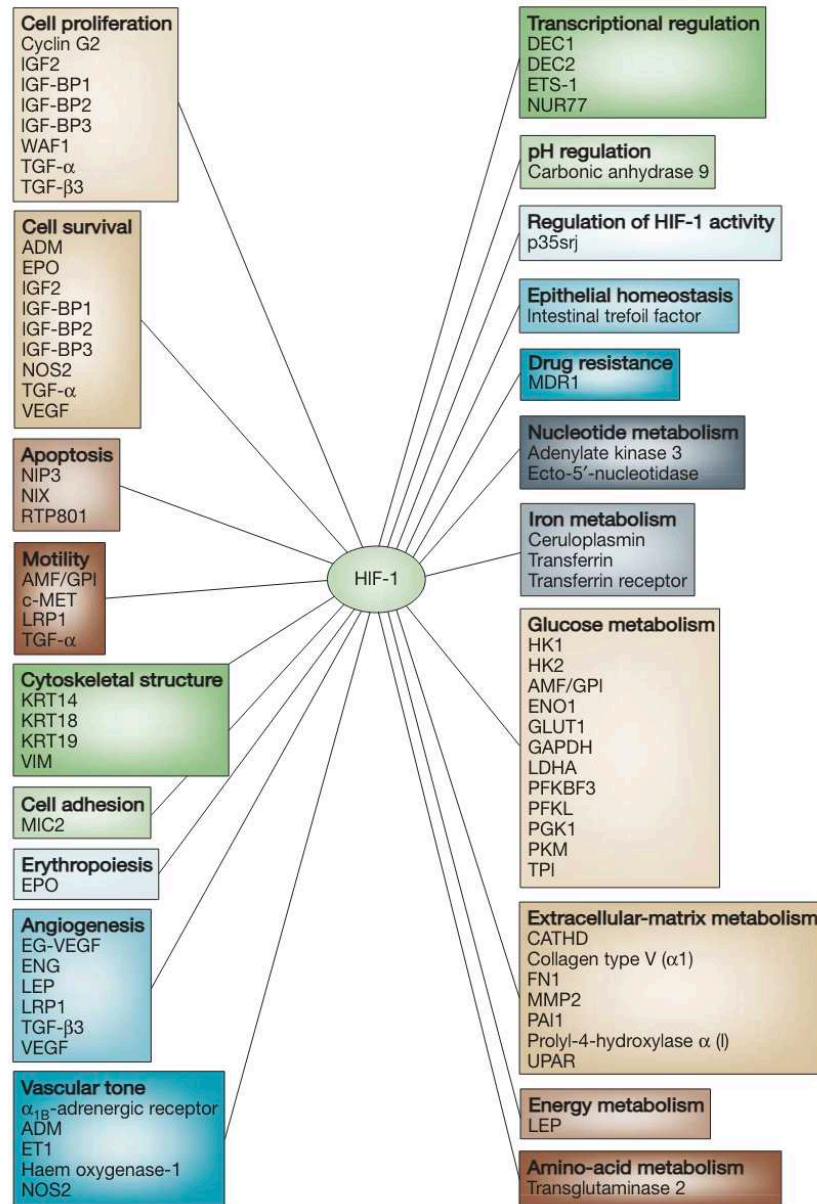 Cell proliferation
Cyclin G2
IGF2
IGF-BP1
IGF-BP2
IGF-BP3
WAF1
TGF-α
TGF-β3
Cell survival
ADM
EPO
IGF2
IGF-BP1
IGF-BP2
IGF-BP3
NOS2
TGF-α
VEGF
Apoptosis
NIP3
NIX
RTP801
Motility
AMF/GPI
c-MET
LRP1
TGF-α
Cytoskeletal structure
KRT14
KRT18
KRT19
VIM
Cell adhesion
MIC2
Erythropoiesis
EPO
Angiogenesis
EG-VEGF
ENG
LEP
LRP1
TGF-β3
VEGF
Vascular tone
α1B-adrenergic receptor
ADM
ET1
Haem oxygenase-1
NOS2
HIF-1
Transcriptional regulation
DEC1
DEC2
ETS-1
NUR77
pH regulation
Carbonic anhydrase 9
Regulation of HIF-1 activity
p35srj
Epithelial homeostasis
Intestinal trefoil factor
Drug resistance
MDR1
Nucleotide metabolism
Adenylate kinase 3
Ecto-5′-nucleotidase
Iron metabolism
Ceruloplasmin
Transferrin
Transferrin receptor
Glucose metabolism
HK1
HK2
AMF/GPI
ENO1
GLUT1
GAPDH
LDHA
PFKBF3
PFKL
PGK1
PKM
TPI
Extracellular-matrix metabolism
CATHD
Collagen type V (α1)
FN1
MMP2
PAI1
Prolyl-4-hydroxylase α (I)
UPAR
Energy metabolism
LEP
Amino-acid metabolism
Transglutaminase 2